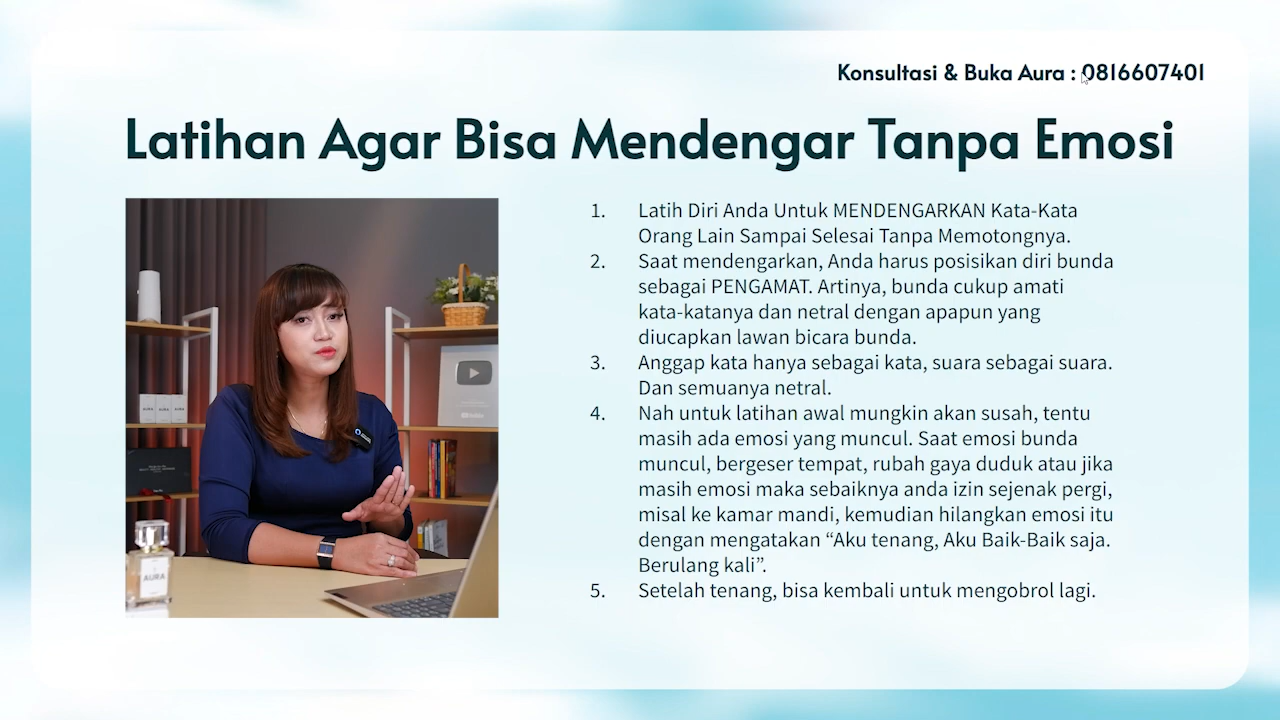 Konsultasi & Buka Aura : 0816607401
Latihan Agar Bisa Mendengar Tanpa Emosi
1. Latih Diri Anda Untuk MENDENGARKAN Kata-Kata
Orang Lain Sampai Selesai Tanpa Memotongnya.
2. Saat mendengarkan, Anda harus posisikan diri bunda
sebagai PENGAMAT. Artinya, bunda cukup amati
kata-katanya dan netral dengan apapun yang
diucapkan lawan bicara bunda.
3. Anggap kata hanya sebagai kata, suara sebagai suara.
Dan semuanya netral.
4. Nah untuk latihan awal mungkin akan susah, tentu
masih ada emosi yang muncul. Saat emosi bunda
muncul, bergeser tempat, rubah gaya duduk atau jika
masih emosi maka sebaiknya anda izin sejenak pergi,
misal ke kamar mandi, kemudian hilangkan emosi itu
dengan mengatakan “Aku tenang, Aku Baik-Baik saja.
Berulang kali”.
5. Setelah tenang, bisa kembali untuk mengobrol lagi.
AURA AURA AURA
AURA